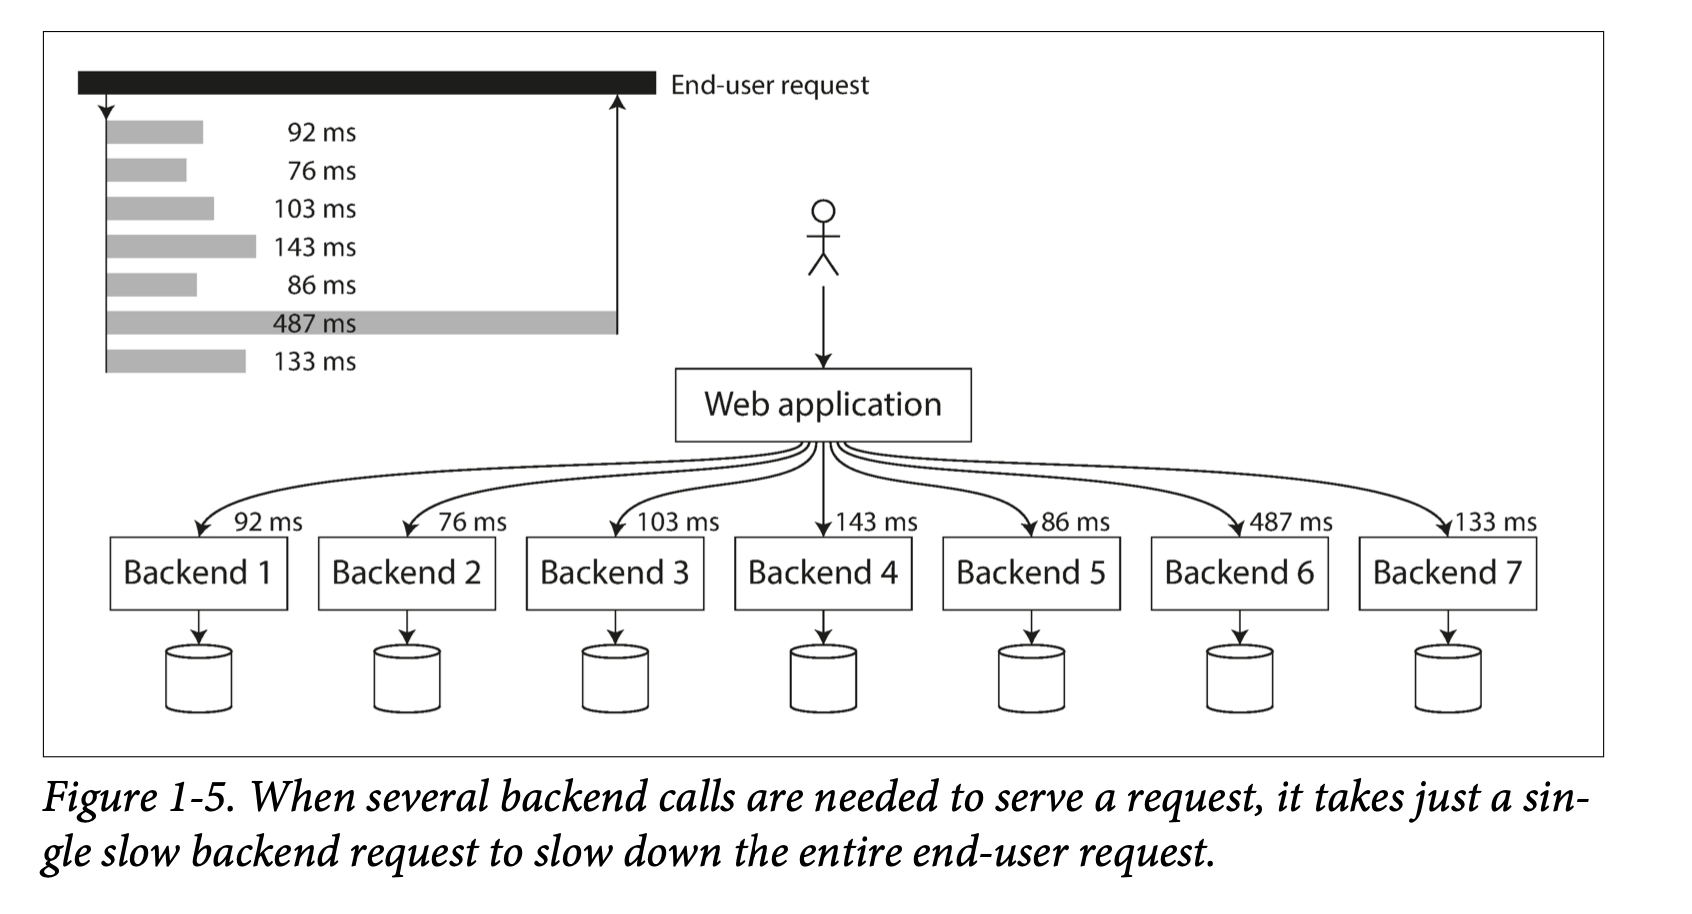 End-user request
92 ms
76 ms
103 ms
143 ms
86 ms
487 ms
133 ms
Web application
92 ms
76 ms
103 ms
143 ms
86 ms
487 ms
133 ms
Backend 1
Backend 2
Backend 3
Backend 4
Backend 5
Backend 6
Backend 7
Figure 1-5. When several backend calls are needed to serve a request, it takes just a sin-
gle slow backend request to slow down the entire end-user request.